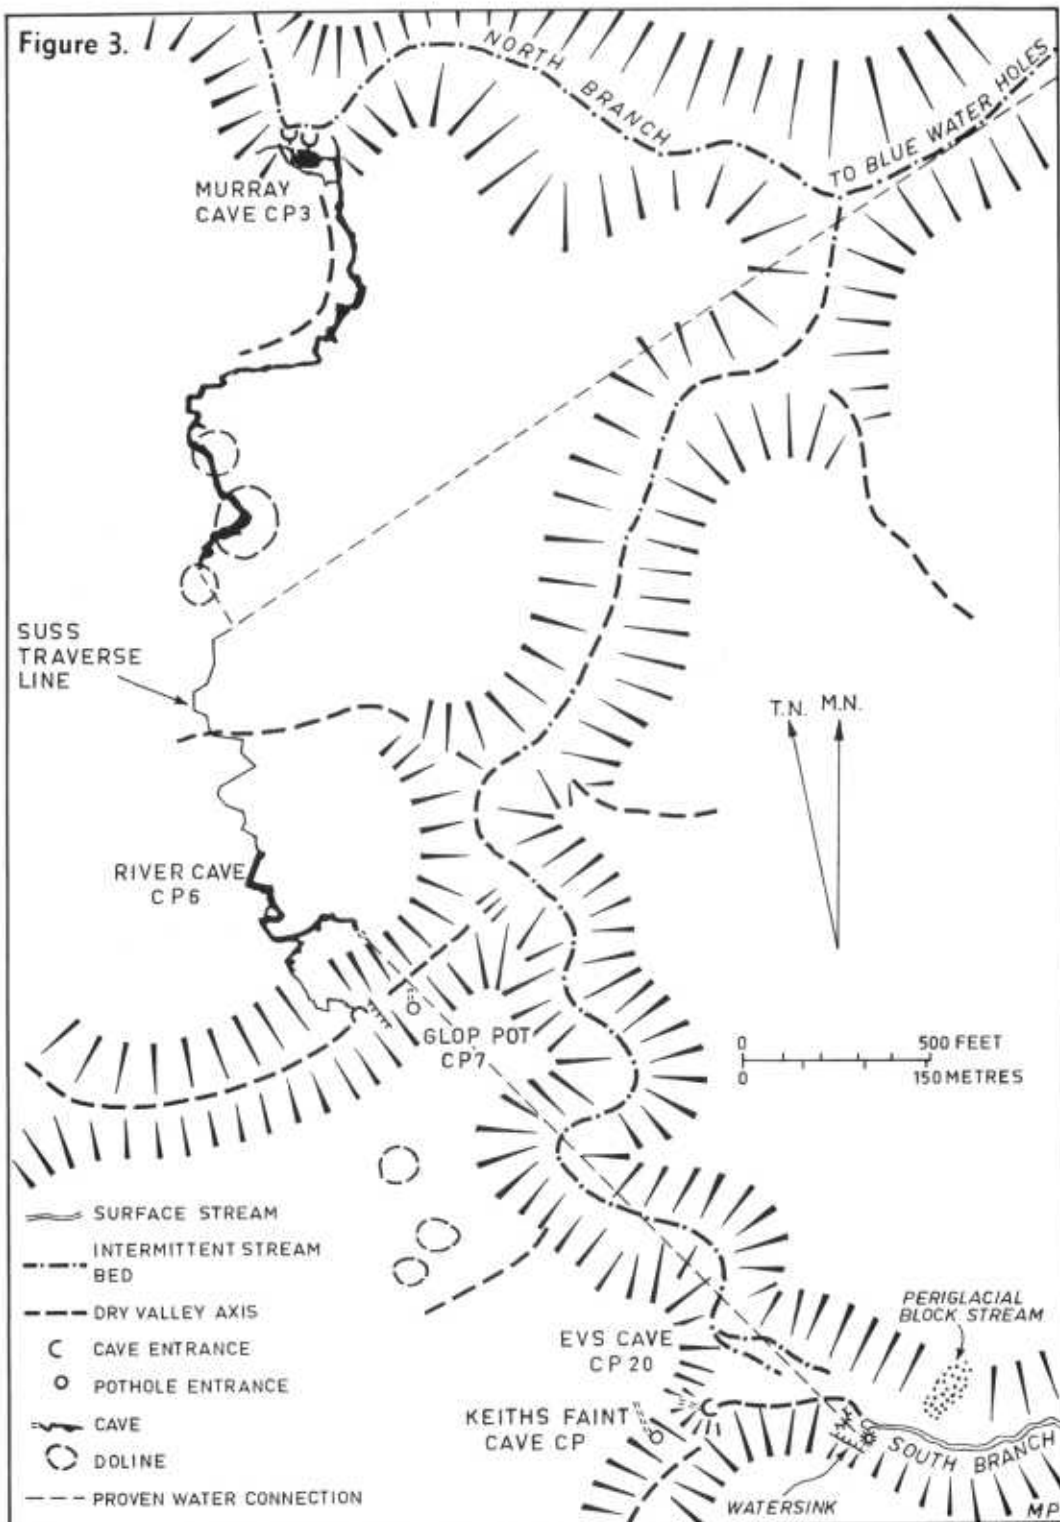 Figure 3.
NORTH
BRANCH
TO BLUE WATER HOLES
MURRAY
CAVE CP3
SUSS
TRAVERSE
LINE
T.N. M.N.
RIVER CAVE
CP6
GLOP POT
CP7
0 500 FEET
0 150 METRES
SURFACE STREAM
INTERMITTENT STREAM
BED
DRY VALLEY AXIS
CAVE ENTRANCE
POTHOLE ENTRANCE
CAVE
DOLINE
PROVEN WATER CONNECTION
PERIGLACIAL
BLOCK STREAM
EVS CAVE
CP20
KEITHS FAINT
CAVE CP
SOUTH BRANCH
WATERSINK
MP